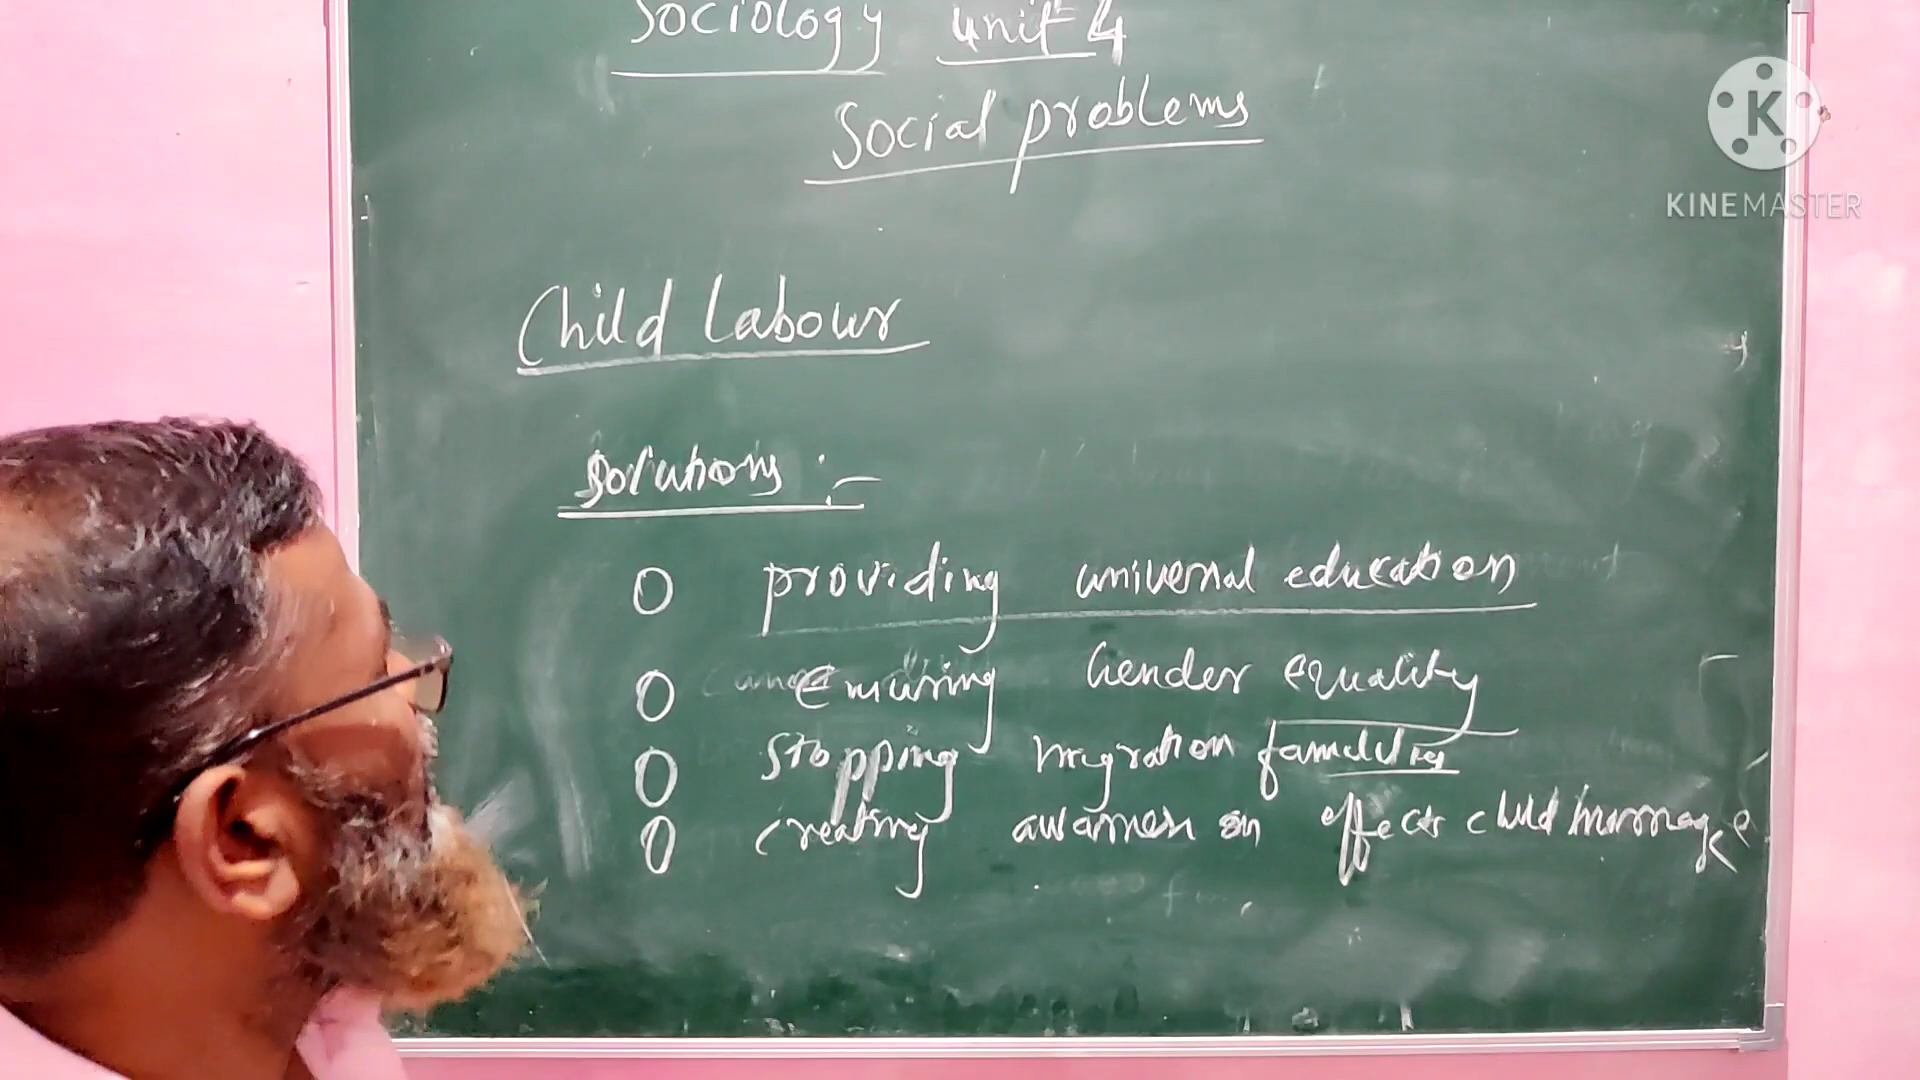 Sociology unit 4
Social problems
Child Labour
Solutions :-
O providing universal education
O ensuring Gender equality
O stopping migration families
O creating awarness on effects child marriage
K
KINEMASTER